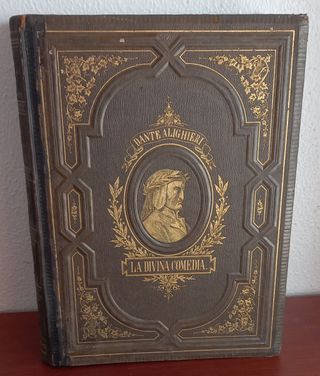 DANTE ALIGHIERI
LA DIVINA COMEDIA.